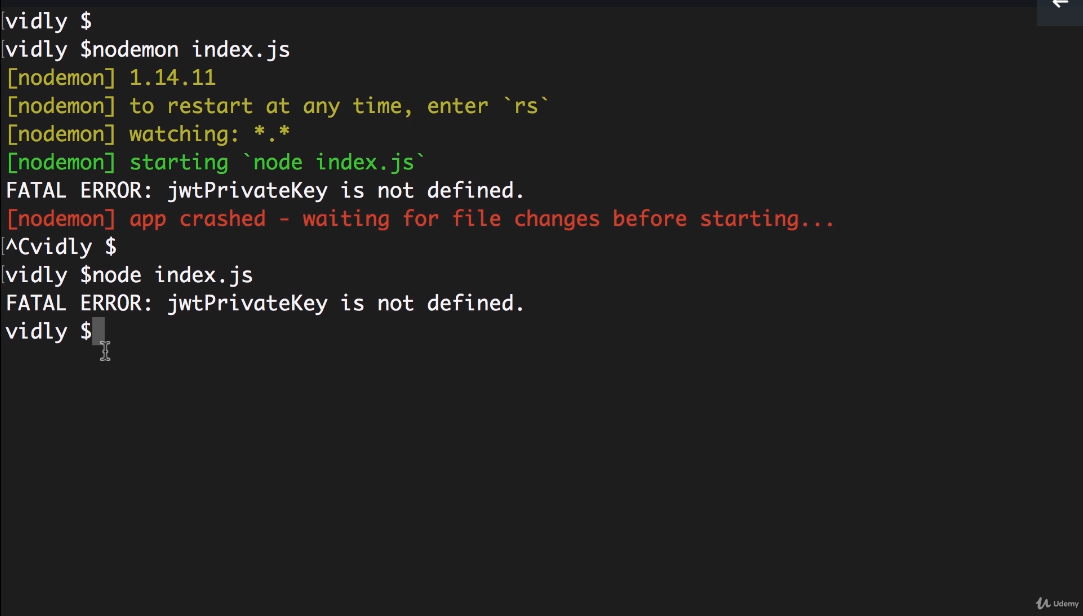 vidly $
vidly $nodemon index.js
[nodemon] 1.14.11
[nodemon] to restart at any time, enter `rs`
[nodemon] watching: *.*
[nodemon] starting `node index.js`
FATAL ERROR: jwtPrivateKey is not defined.
[nodemon] app crashed - waiting for file changes before starting...
^Cvidly $
vidly $node index.js
FATAL ERROR: jwtPrivateKey is not defined.
vidly $
Udemy